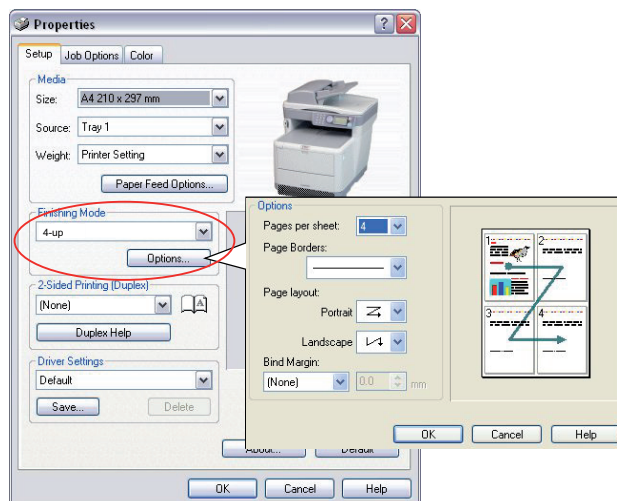 Properties
Setup Job Options Color
Media
Size: A4 210 x 297 mm
Source: Tray 1
Weight: Printer Setting
Paper Feed Options...
Finishing Mode
4-up
Options...
2-Sided Printing (Duplex)
(None)
A
Duplex Help
Driver Settings
Default
Save... Delete
About... Default
OK Cancel Help
Options
Pages per sheet: 4
Page Borders:
Page layout:
Portrait
Landscape
Bind Margin:
(None) 0.0 mm
1 2
3 4
OK Cancel Help